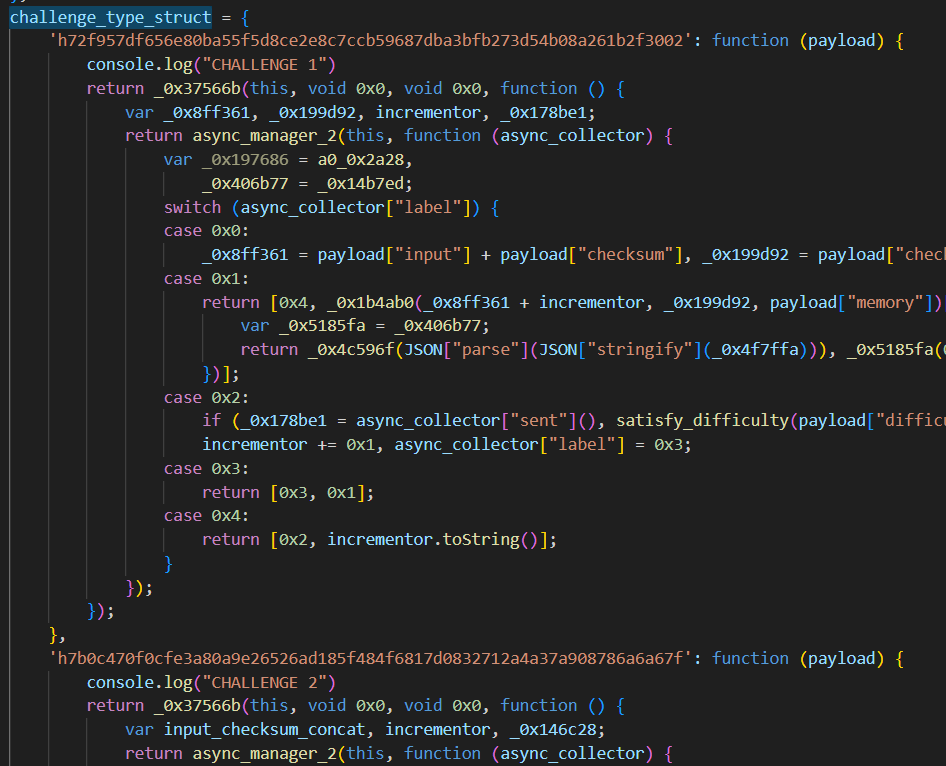 challenge_type_struct = {
'h72f957df656e80ba55f5d8ce2e8c7ccb59687dba3bfb273d54b08a261b2f3002': function (payload) {
console.log("CHALLENGE 1")
return _0x37566b(this, void 0x0, void 0x0, function () {
var _0x8ff361, _0x199d92, incrementor, _0x178be1;
return async_manager_2(this, function (async_collector) {
var _0x197686 = a0_0x2a28,
_0x406b77 = _0x14b7ed;
switch (async_collector["label"]) {
case 0x0:
_0x8ff361 = payload["input"] + payload["checksum"], _0x199d92 = payload["chec
case 0x1:
return [0x4, _0x1b4ab0(_0x8ff361 + incrementor, _0x199d92, payload["memory"])
var _0x5185fa = _0x406b77;
return _0x4c596f(JSON["parse"](JSON["stringify"](_0x4f7ffa))), _0x5185fa(
})];
case 0x2:
if (_0x178be1 = async_collector["sent"](), satisfy_difficulty(payload["difficu
incrementor += 0x1, async_collector["label"] = 0x3;
case 0x3:
return [0x3, 0x1];
case 0x4:
return [0x2, incrementor.toString()];
}
});
});
},
'h7b0c470f0cfe3a80a9e26526ad185f484f6817d0832712a4a37a908786a6a67f': function (payload) {
console.log("CHALLENGE 2")
return _0x37566b(this, void 0x0, void 0x0, function () {
var input_checksum_concat, incrementor, _0x146c28;
return async_manager_2(this, function (async_collector) {